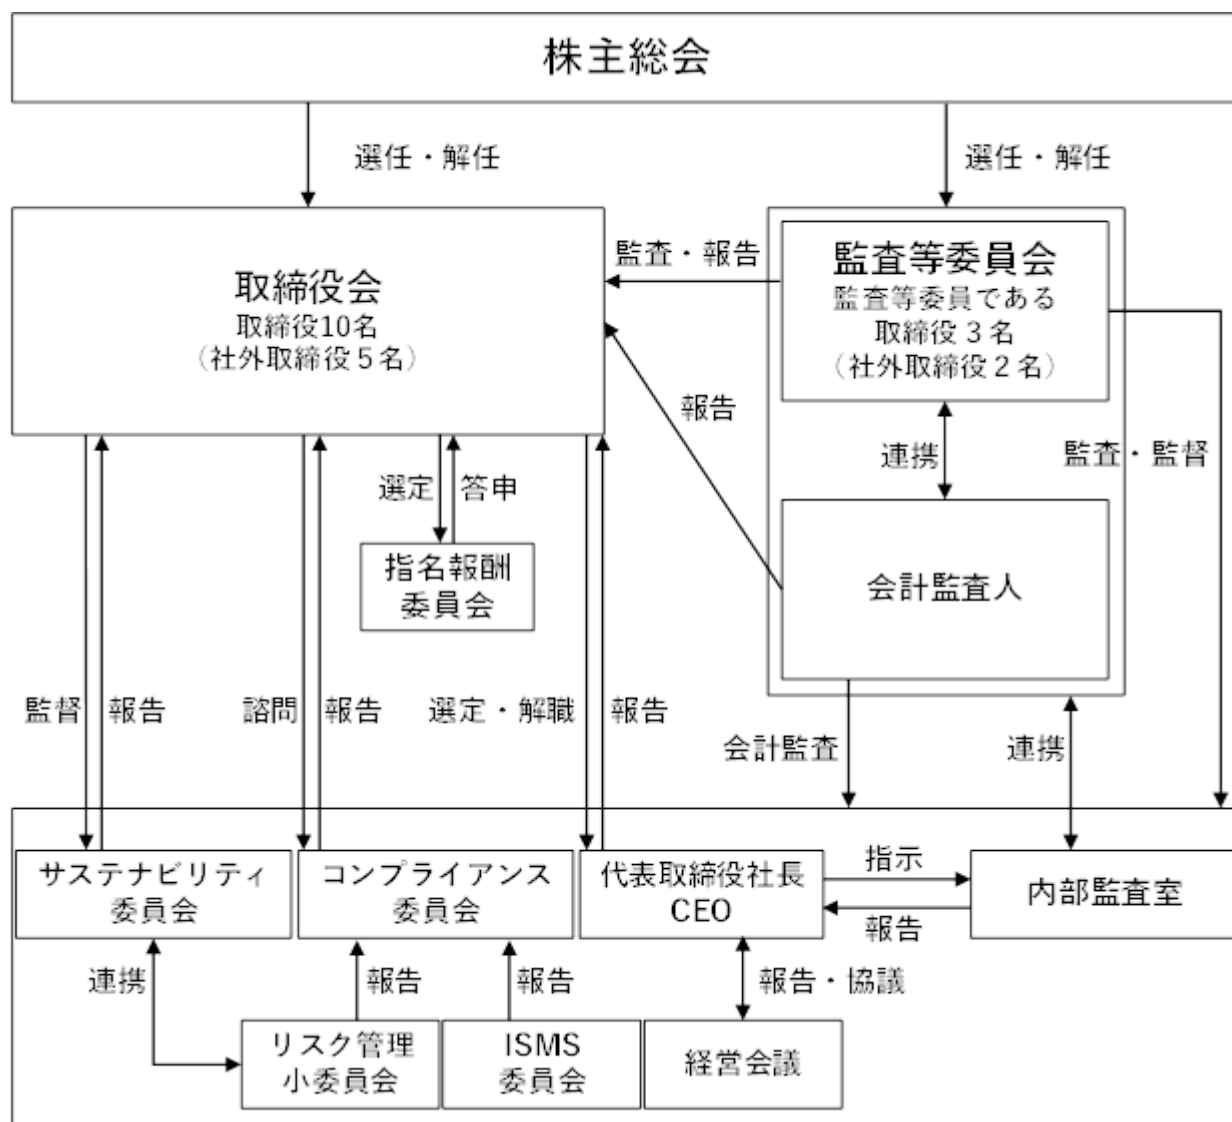 株主総会
選任・解任
選任・解任
取締役会
取締役10名
（社外取締役５名）
監査・報告
監査等委員会
監査等委員である
取締役３名
（社外取締役２名）
報告
連携
監査・監督
選定
答申
指名報酬
委員会
会計監査人
監督
報告
諮問
報告
選定・解職
報告
会計監査
連携
サステナビリティ
委員会
コンプライアンス
委員会
代表取締役社長
CEO
指示
報告
内部監査室
連携
報告
報告
報告・協議
リスク管理
小委員会
ISMS
委員会
経営会議